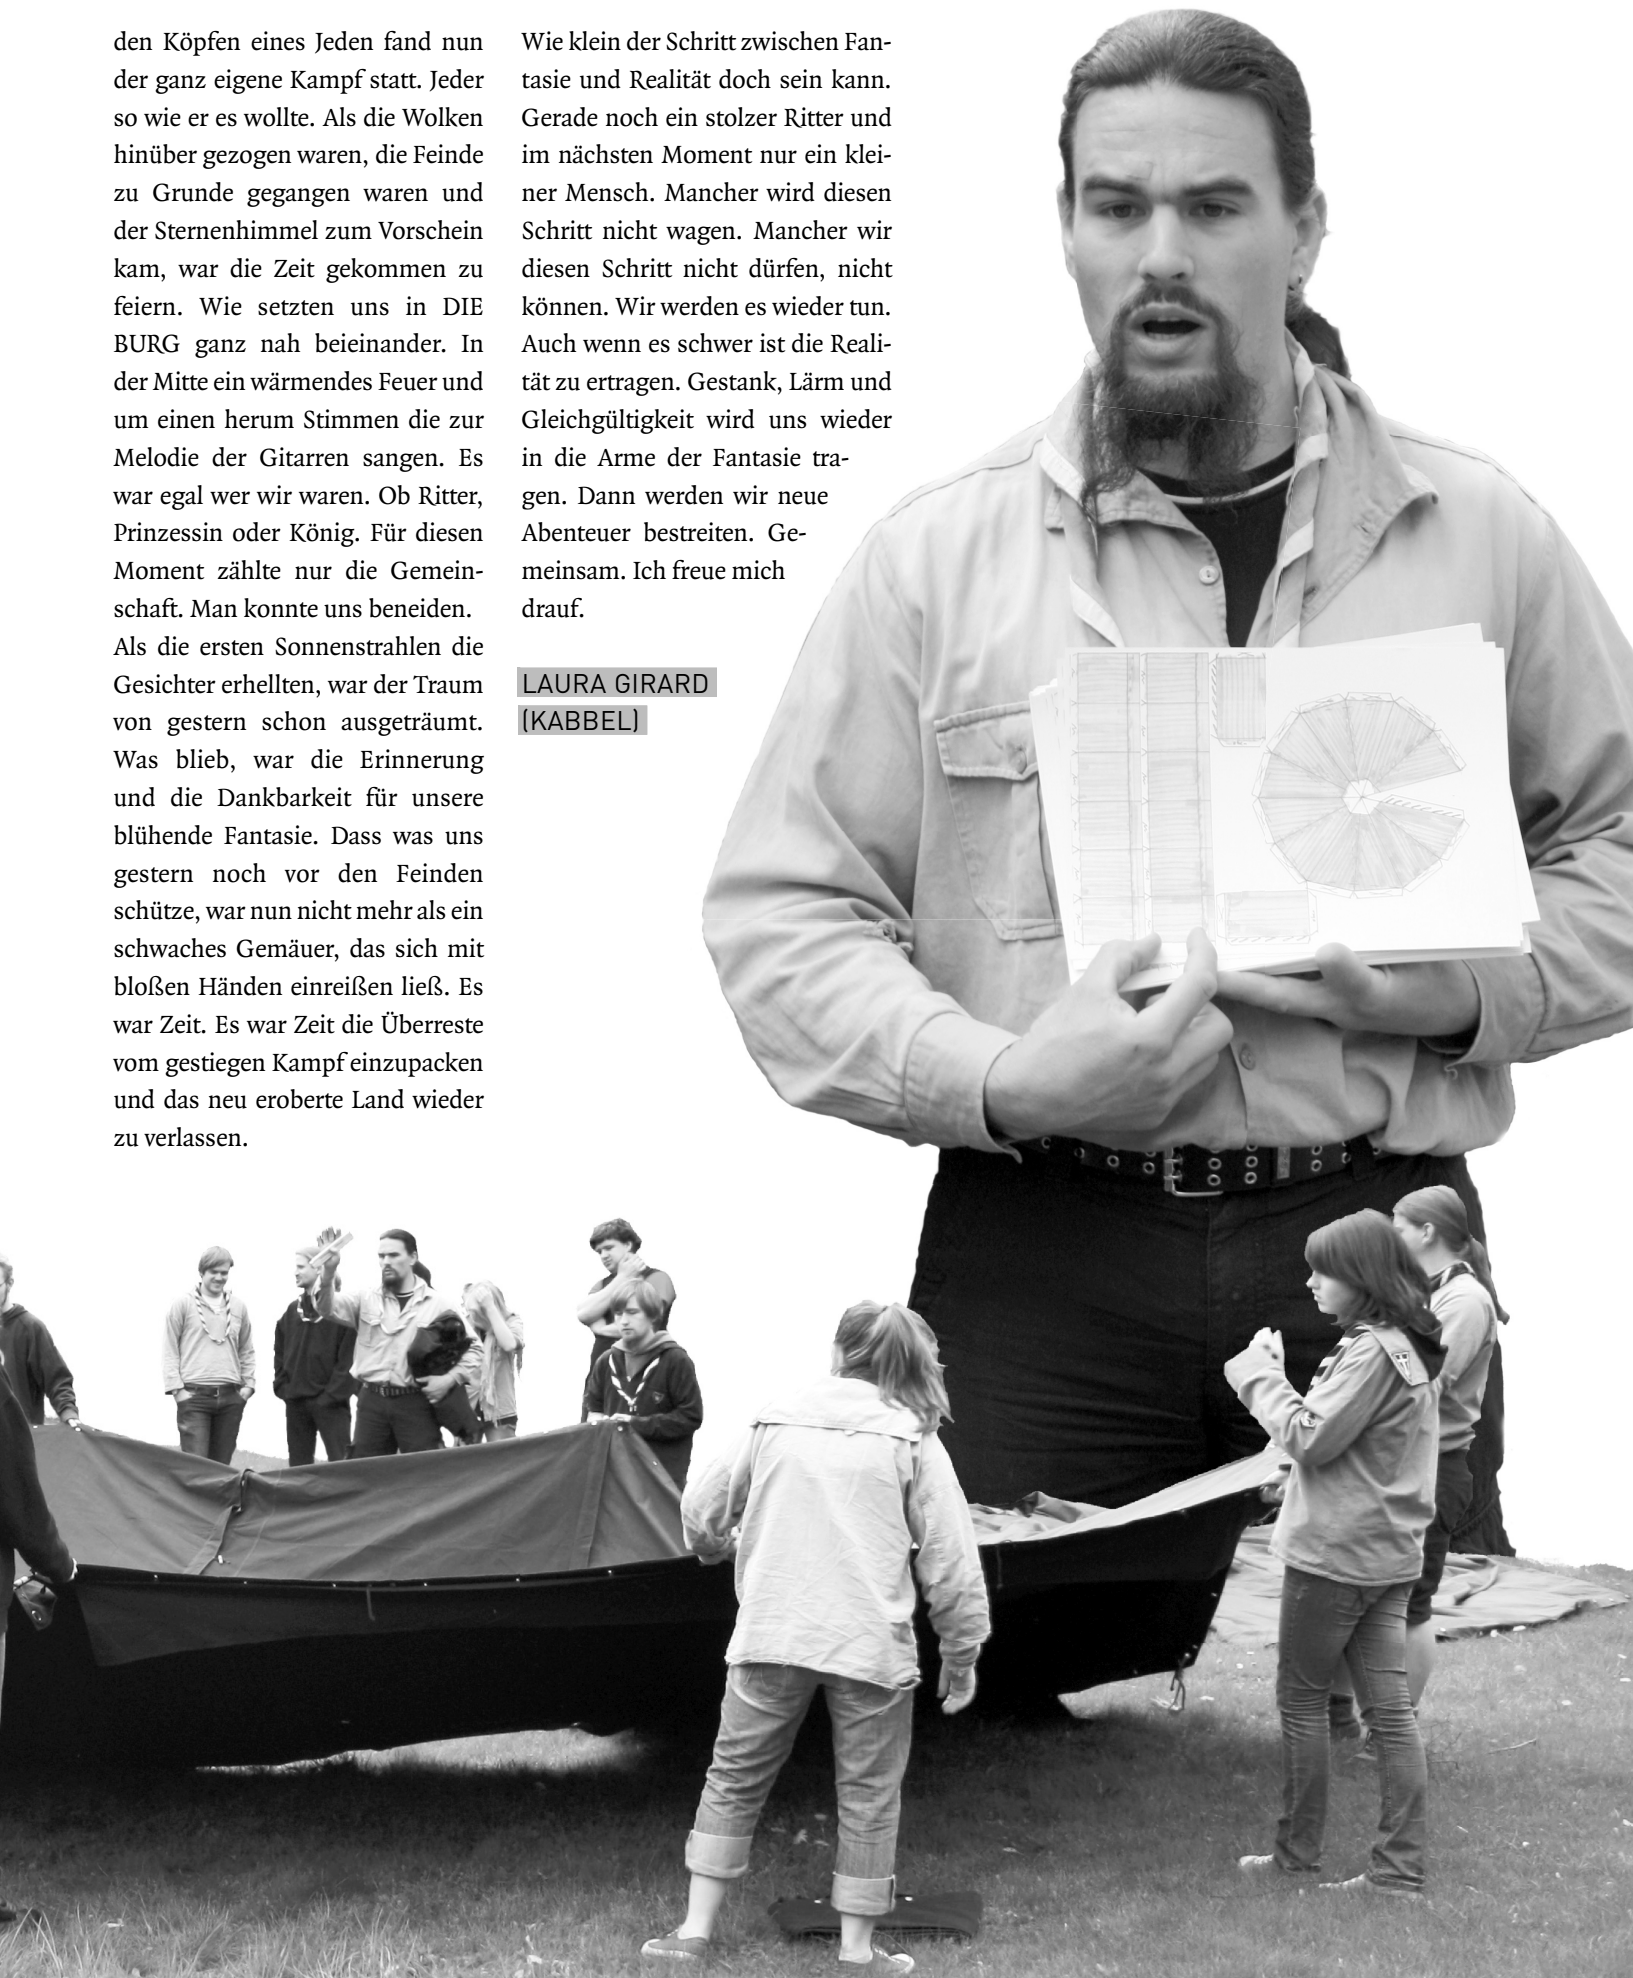 den Köpfen eines Jeden fand nun
der ganz eigene Kampf statt. Jeder
so wie er es wollte. Als die Wolken
hinüber gezogen waren, die Feinde
zu Grunde gegangen waren und
der Sternenhimmel zum Vorschein
kam, war die Zeit gekommen zu
feiern. Wie setzten uns in DIE
BURG ganz nah beieinander. In
der Mitte ein wärmendes Feuer und
um einen herum Stimmen die zur
Melodie der Gitarren sangen. Es
war egal wer wir waren. Ob Ritter,
Prinzessin oder König. Für diesen
Moment zählte nur die Gemein-
schaft. Man konnte uns beneiden.
Als die ersten Sonnenstrahlen die
Gesichter erhellten, war der Traum
von gestern schon ausgeträumt.
Was blieb, war die Erinnerung
und die Dankbarkeit für unsere
blühende Fantasie. Dass was uns
gestern noch vor den Feinden
schütze, war nun nicht mehr als ein
schwaches Gemäuer, das sich mit
bloßen Händen einreißen ließ. Es
war Zeit. Es war Zeit die Überreste
vom gestiegen Kampf einzupacken
und das neu eroberte Land wieder
zu verlassen.
Wie klein der Schritt zwischen Fan-
tasie und Realität doch sein kann.
Gerade noch ein stolzer Ritter und
im nächsten Moment nur ein klei-
ner Mensch. Mancher wird diesen
Schritt nicht wagen. Mancher wir
diesen Schritt nicht dürfen, nicht
können. Wir werden es wieder tun.
Auch wenn es schwer ist die Reali-
tät zu ertragen. Gestank, Lärm und
Gleichgültigkeit wird uns wieder
in die Arme der Fantasie tra-
gen. Dann werden wir neue
Abenteuer bestreiten. Ge-
meinsam. Ich freue mich
drauf.
LAURA GIRARD
(KABBEL)